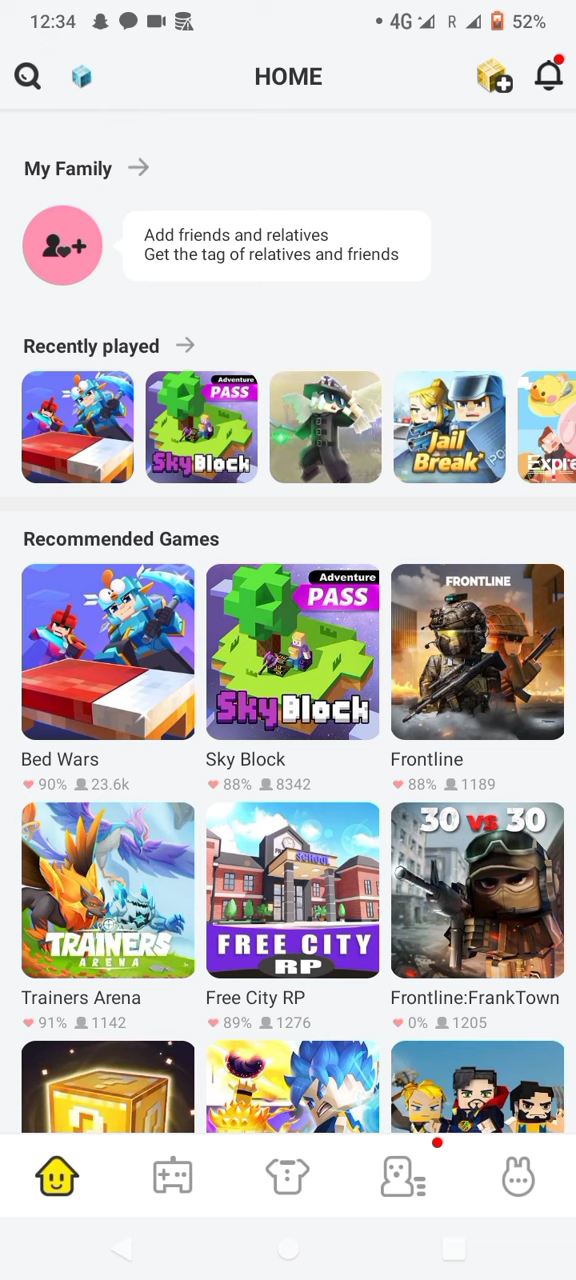 12:34
4G
R
52%
HOME
My Family
Add friends and relatives
Get the tag of relatives and friends
Recently played
Adventure
PASS
SkyBlock
Jail
Break
PO
Expre
Recommended Games
Adventure
PASS
SkyBlock
FRONTLINE
Bed Wars
Sky Block
Frontline
90% 23.6k
88% 8342
88% 1189
TRAINERS
ARENA
SCHOOL
FREE CITY
RP
30 VS 30
Trainers Arena
Free City RP
Frontline:FrankTown
91% 1142
89% 1276
0% 1205